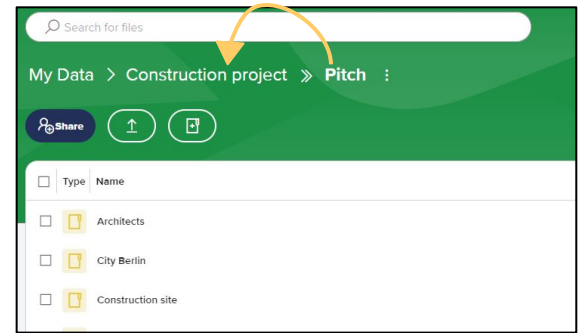 Search for files
My Data > Construction project » Pitch ⋮
Share
Type Name
Architects
City Berlin
Construction site